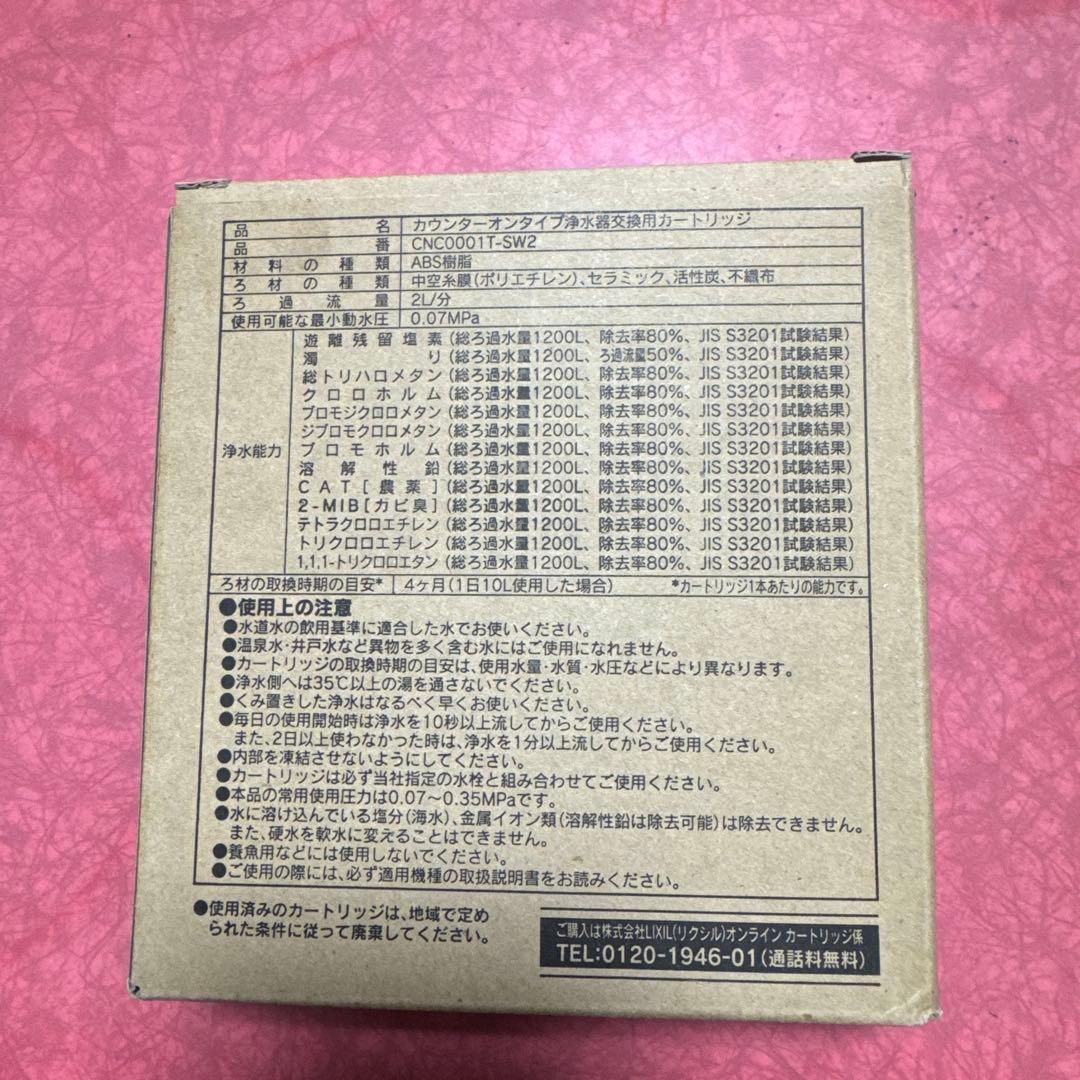 品名 カウンターオンタイプ浄水器交換用カートリッジ
品番 CNC0001T-SW2
材料の種類 ABS樹脂
ろ材の種類 中空糸膜(ポリエチレン)、セラミック、活性炭、不織布
ろ過流量 2L/分
使用可能な最小動水圧 0.07MPa
浄水能力
遊離残留塩素(総ろ過水量1200L、除去率80%、JIS S3201試験結果)
濁り(総ろ過水量1200L、ろ過流量50%、JIS S3201試験結果)
総トリハロメタン(総ろ過水量1200L、除去率80%、JIS S3201試験結果)
クロロホルム(総ろ過水量1200L、除去率80%、JIS S3201試験結果)
ブロモジクロロメタン(総ろ過水量1200L、除去率80%、JIS S3201試験結果)
ジブロモクロロメタン(総ろ過水量1200L、除去率80%、JIS S3201試験結果)
ブロモホルム(総ろ過水量1200L、除去率80%、JIS S3201試験結果)
溶解性鉛(総ろ過水量1200L、除去率80%、JIS S3201試験結果)
CAT[農薬](総ろ過水量1200L、除去率80%、JIS S3201試験結果)
2-MIB[カビ臭](総ろ過水量1200L、除去率80%、JIS S3201試験結果)
テトラクロロエチレン(総ろ過水量1200L、除去率80%、JIS S3201試験結果)
トリクロロエチレン(総ろ過水量1200L、除去率80%、JIS S3201試験結果)
1,1,1-トリクロロエタン(総ろ過水量1200L、除去率80%、JIS S3201試験結果)
ろ材の取換時期の目安* 4ヶ月(1日10L使用した場合) *カートリッジ1本あたりの能力です。
●使用上の注意
●水道水の飲用基準に適合した水でお使いください。
●温泉水・井戸水など異物を多く含む水にはご使用になれません。
●カートリッジの取換時期の目安は、使用水量・水質・水圧などにより異なります。
●浄水側へは35℃以上の湯を通さないでください。
●くみ置きした浄水はなるべく早くお使いください。
●毎日の使用開始時は浄水を10秒以上流してからご使用ください。
また、2日以上使わなかった時は、浄水を1分以上流してからご使用ください。
●内部を凍結させないようにしてください。
●カートリッジは必ず当社指定の水栓と組み合わせてご使用ください。
●本品の常用使用圧力は0.07～0.35MPaです。
●水に溶け込んでいる塩分(海水)、金属イオン類(溶解性鉛は除去可能)は除去できません。
また、硬水を軟水に変えることはできません。
●養魚用などには使用しないでください。
●ご使用の際には、必ず適用機種の取扱説明書をお読みください。
●使用済みのカートリッジは、地域で定め
られた条件に従って廃棄してください。
ご購入は株式会社LIXIL(リクシル)オンライン カートリッジ係
TEL:0120-1946-01(通話料無料)